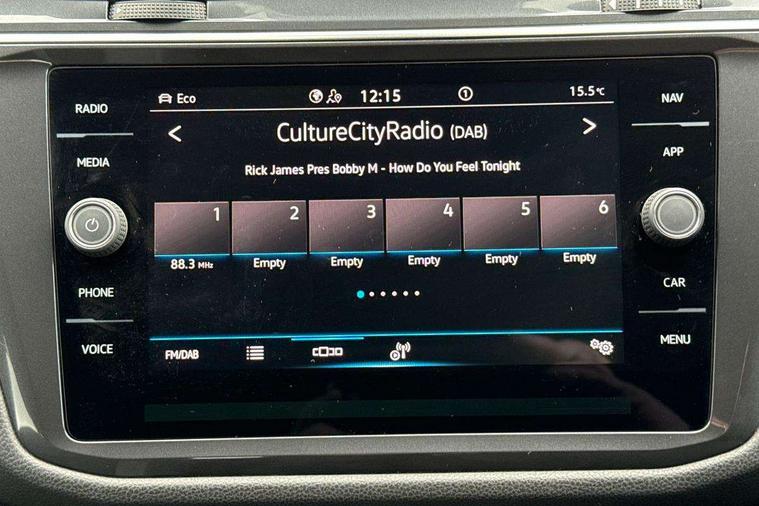 RADIO
MEDIA
PHONE
VOICE
Eco
12:15
1
15.5°C
< CultureCityRadio (DAB) >
Rick James Pres Bobby M - How Do You Feel Tonight
1 2 3 4 5 6
88.3 MHz Empty Empty Empty Empty Empty
FM/DAB
NAV
APP
CAR
MENU